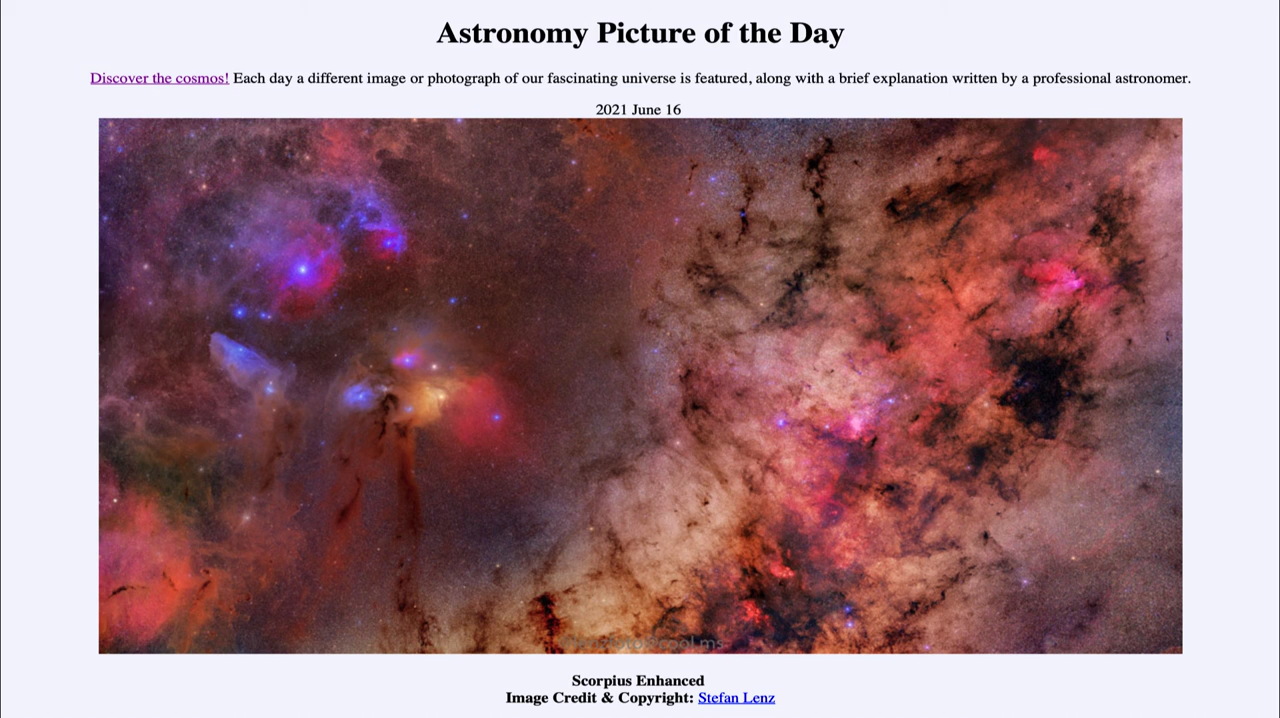 Astronomy Picture of the Day
Discover the cosmos! Each day a different image or photograph of our fascinating universe is featured, along with a brief explanation written by a professional astronomer.
2021 June 16
Scorpius Enhanced
Image Credit & Copyright: Stefan Lenz